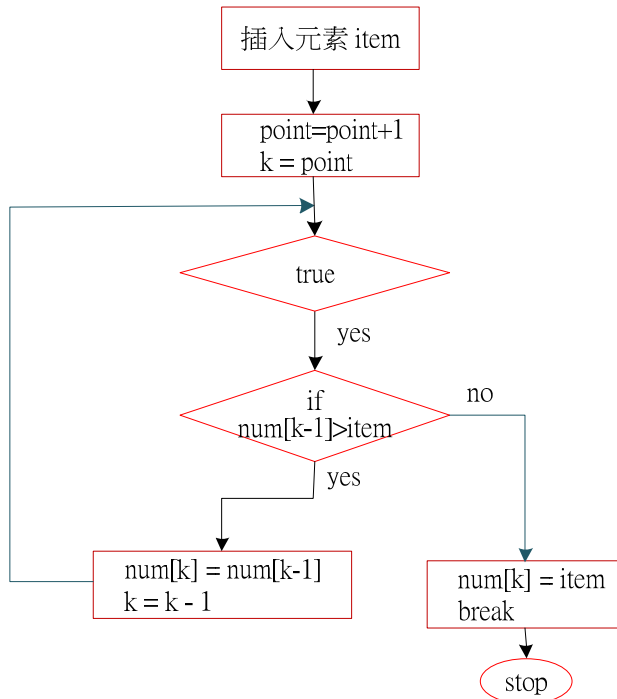 插入元素 item
point=point+1
k = point
true
yes
if
num[k-1]>item
no
yes
num[k] = num[k-1]
k = k - 1
num[k] = item
break
stop